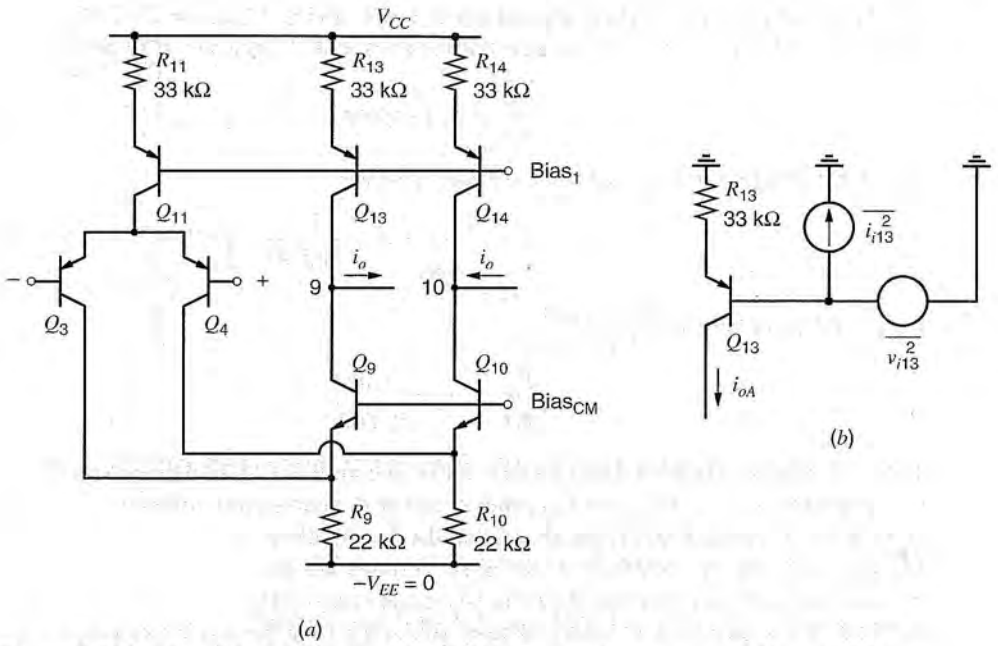 V_CC
R_11
33 kΩ
R_13
33 kΩ
R_14
33 kΩ
Bias_1
Q_11
Q_13
Q_14
i_o
i_o
9
10
−
+
Q_3
Q_4
Q_9
Q_10
Bias_CM
R_9
22 kΩ
R_10
22 kΩ
−V_EE = 0
(a)
R_13
33 kΩ
i_i13^2
Q_13
v_i13^2
i_oA
(b)